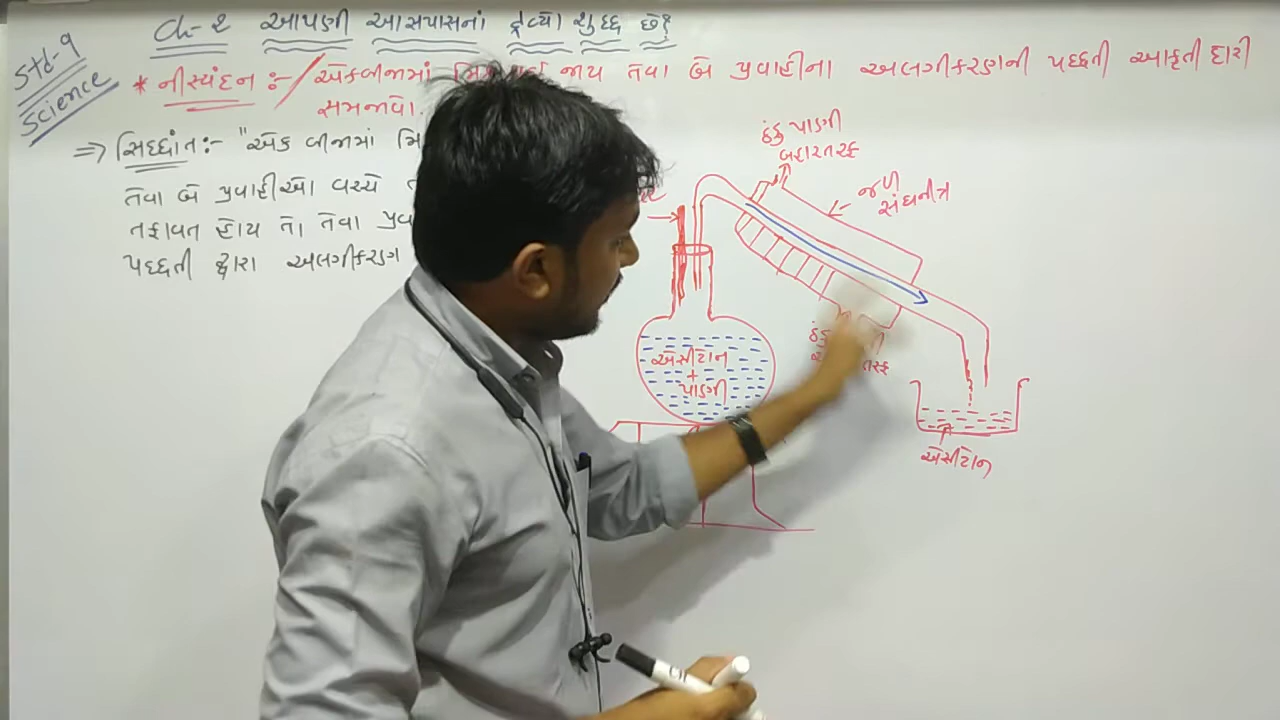 Std-9
Science
Ch-2 આપણી આસપાસનાં દ્રવ્યો શુદ્ધ છે?
* નીસ્યંદન :- / એકબીજામાં જાય તેવા બે પ્રવાહીના અલગીકરણની પદ્ધતી આકૃતી દોરી
સમજાવો.
⇒ સિદ્ધાંત:- "એક બીજામાં
તેવા બે પ્રવાહીઓ વચ્ચે
તફાવત હોય તો તેવા
પદ્ધતી દ્વારા અલગીકરણ
ઠંડુ પાણી
બહારતરફ
જળ
સંઘનીત્ર
એસીટોન
+
પાણી
એસીટોન